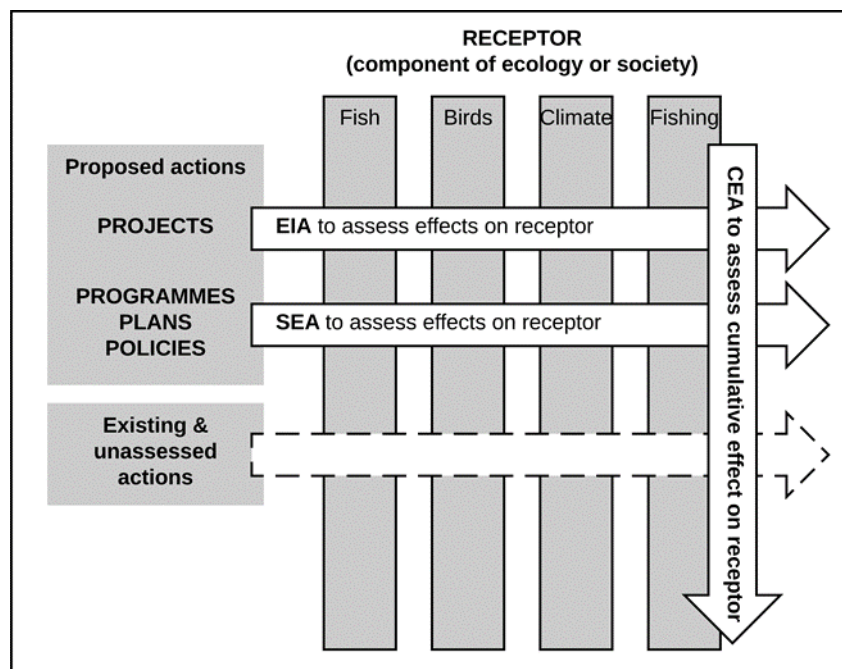 RECEPTOR
(component of ecology or society)
Fish
Birds
Climate
Fishing
Proposed actions
PROJECTS
EIA to assess effects on receptor
PROGRAMMES
PLANS
POLICIES
SEA to assess effects on receptor
Existing &
unassessed
actions
CEA to assess cumulative effect on receptor